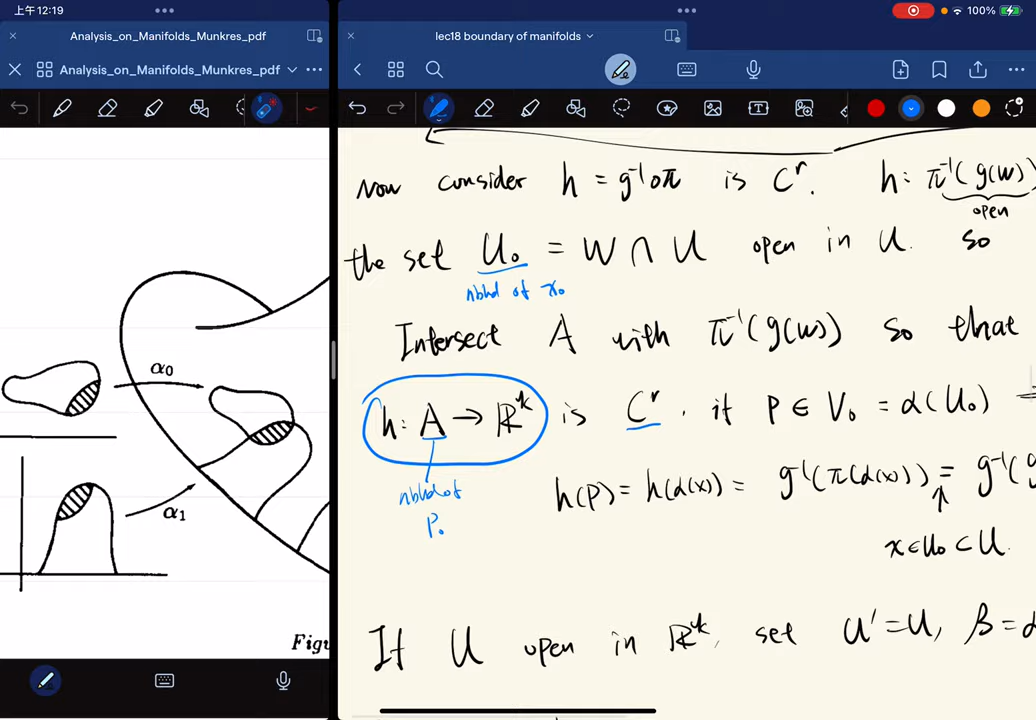 上午12:19
100%
Analysis_on_Manifolds_Munkres_pdf
Analysis_on_Manifolds_Munkres_pdf
α₀
α₁
Figu
lec18 boundary of manifolds
Now consider h = g⁻¹∘π is Cʳ. h: π⁻¹(g(W))
open
the set U₀ = W ∩ U open in U. so
nbhd of x₀
Intersect A with π⁻¹(g(W)) so that
h: A → ℝᵏ is Cʳ. if p ∈ V₀ = α(U₀)
nbhd of
P₀
h(p) = h(α(x)) = g⁻¹(π(α(x))) = g⁻¹(g
x∈U₀ ⊂ U.
If U open in ℝᵏ, set U' = U, β = α